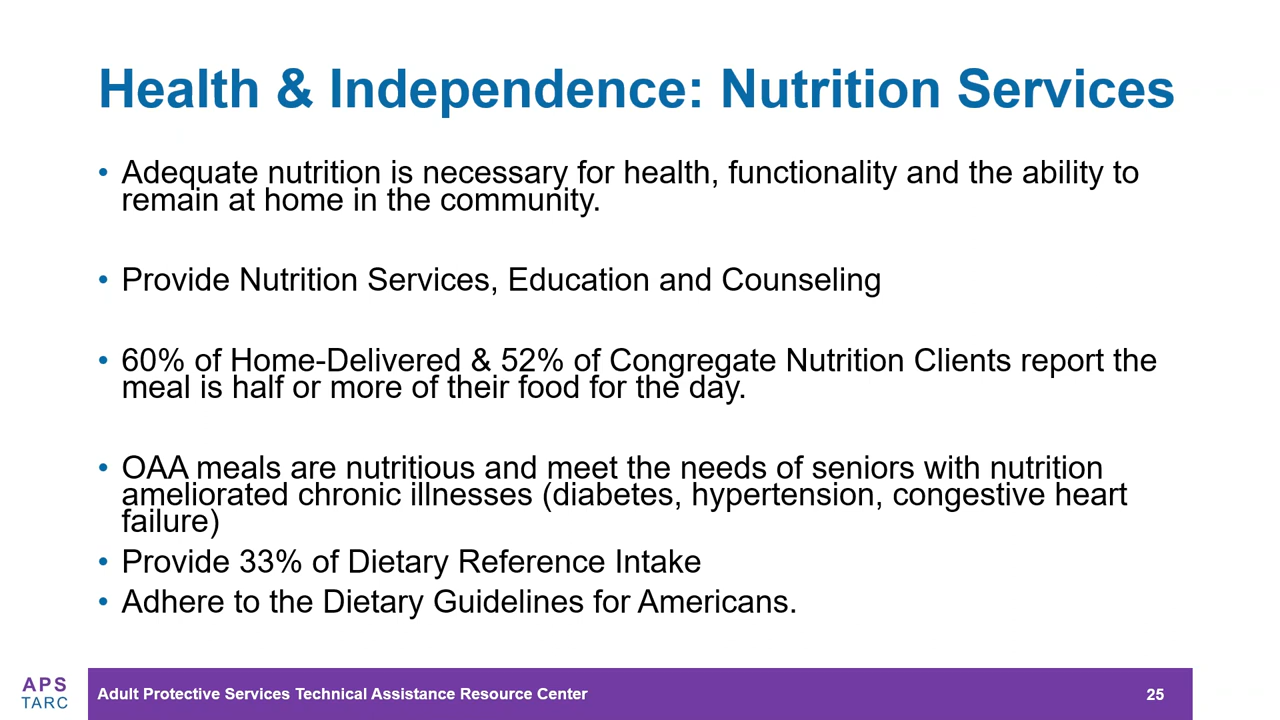 Health & Independence: Nutrition Services
• Adequate nutrition is necessary for health, functionality and the ability to
remain at home in the community.
• Provide Nutrition Services, Education and Counseling
• 60% of Home-Delivered & 52% of Congregate Nutrition Clients report the
meal is half or more of their food for the day.
• OAA meals are nutritious and meet the needs of seniors with nutrition
ameliorated chronic illnesses (diabetes, hypertension, congestive heart
failure)
• Provide 33% of Dietary Reference Intake
• Adhere to the Dietary Guidelines for Americans.
APS
TARC
Adult Protective Services Technical Assistance Resource Center
25